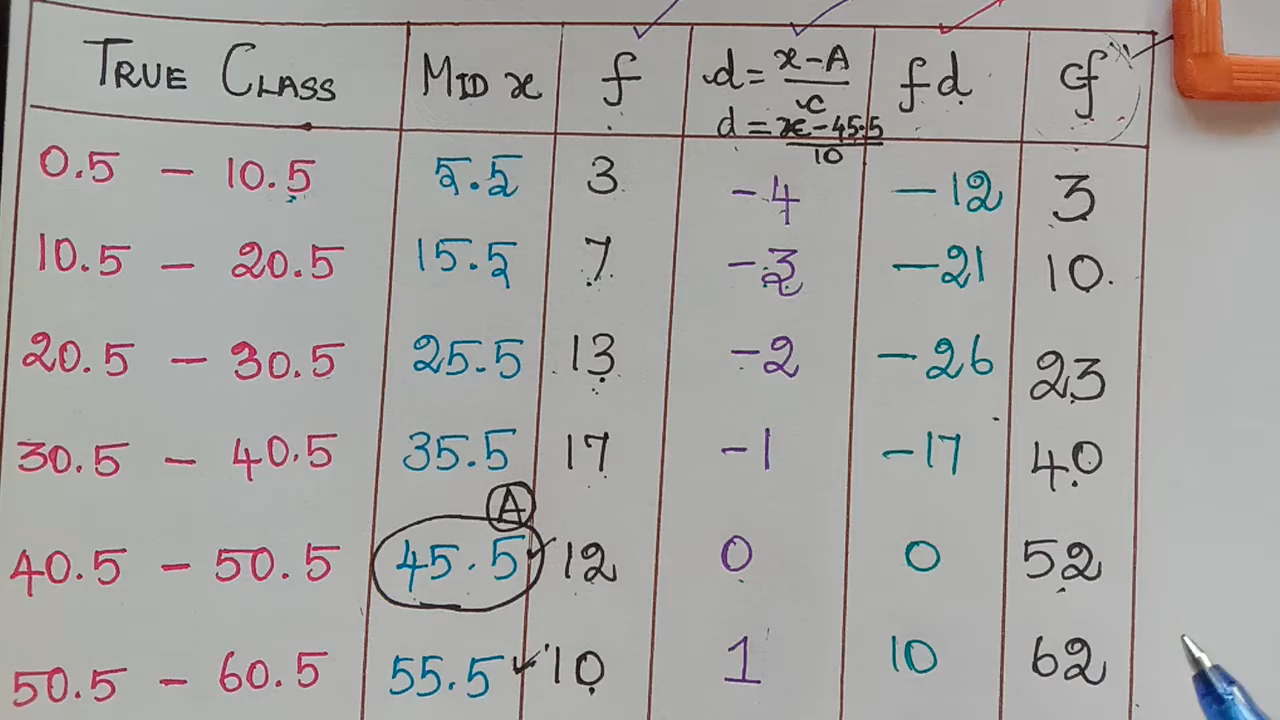 TRUE CLASS MID x f d = x - A / c fd cf
d = x - 45.5 / 10
0.5 - 10.5 5.5 3 -4 -12 3
10.5 - 20.5 15.5 7 -3 -21 10
20.5 - 30.5 25.5 13 -2 -26 23
30.5 - 40.5 35.5 17 -1 -17 40
A
40.5 - 50.5 45.5 12 0 0 52
50.5 - 60.5 55.5 10 1 10 62